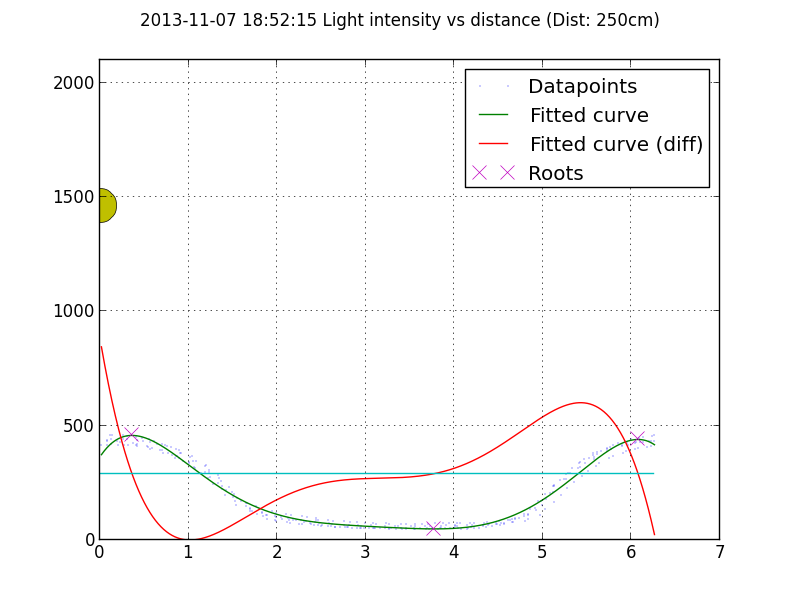 2013-11-07 18:52:15 Light intensity vs distance (Dist: 250cm)
Datapoints
Fitted curve
Fitted curve (diff)
Roots
2000
1500
1000
500
0
0 1 2 3 4 5 6 7